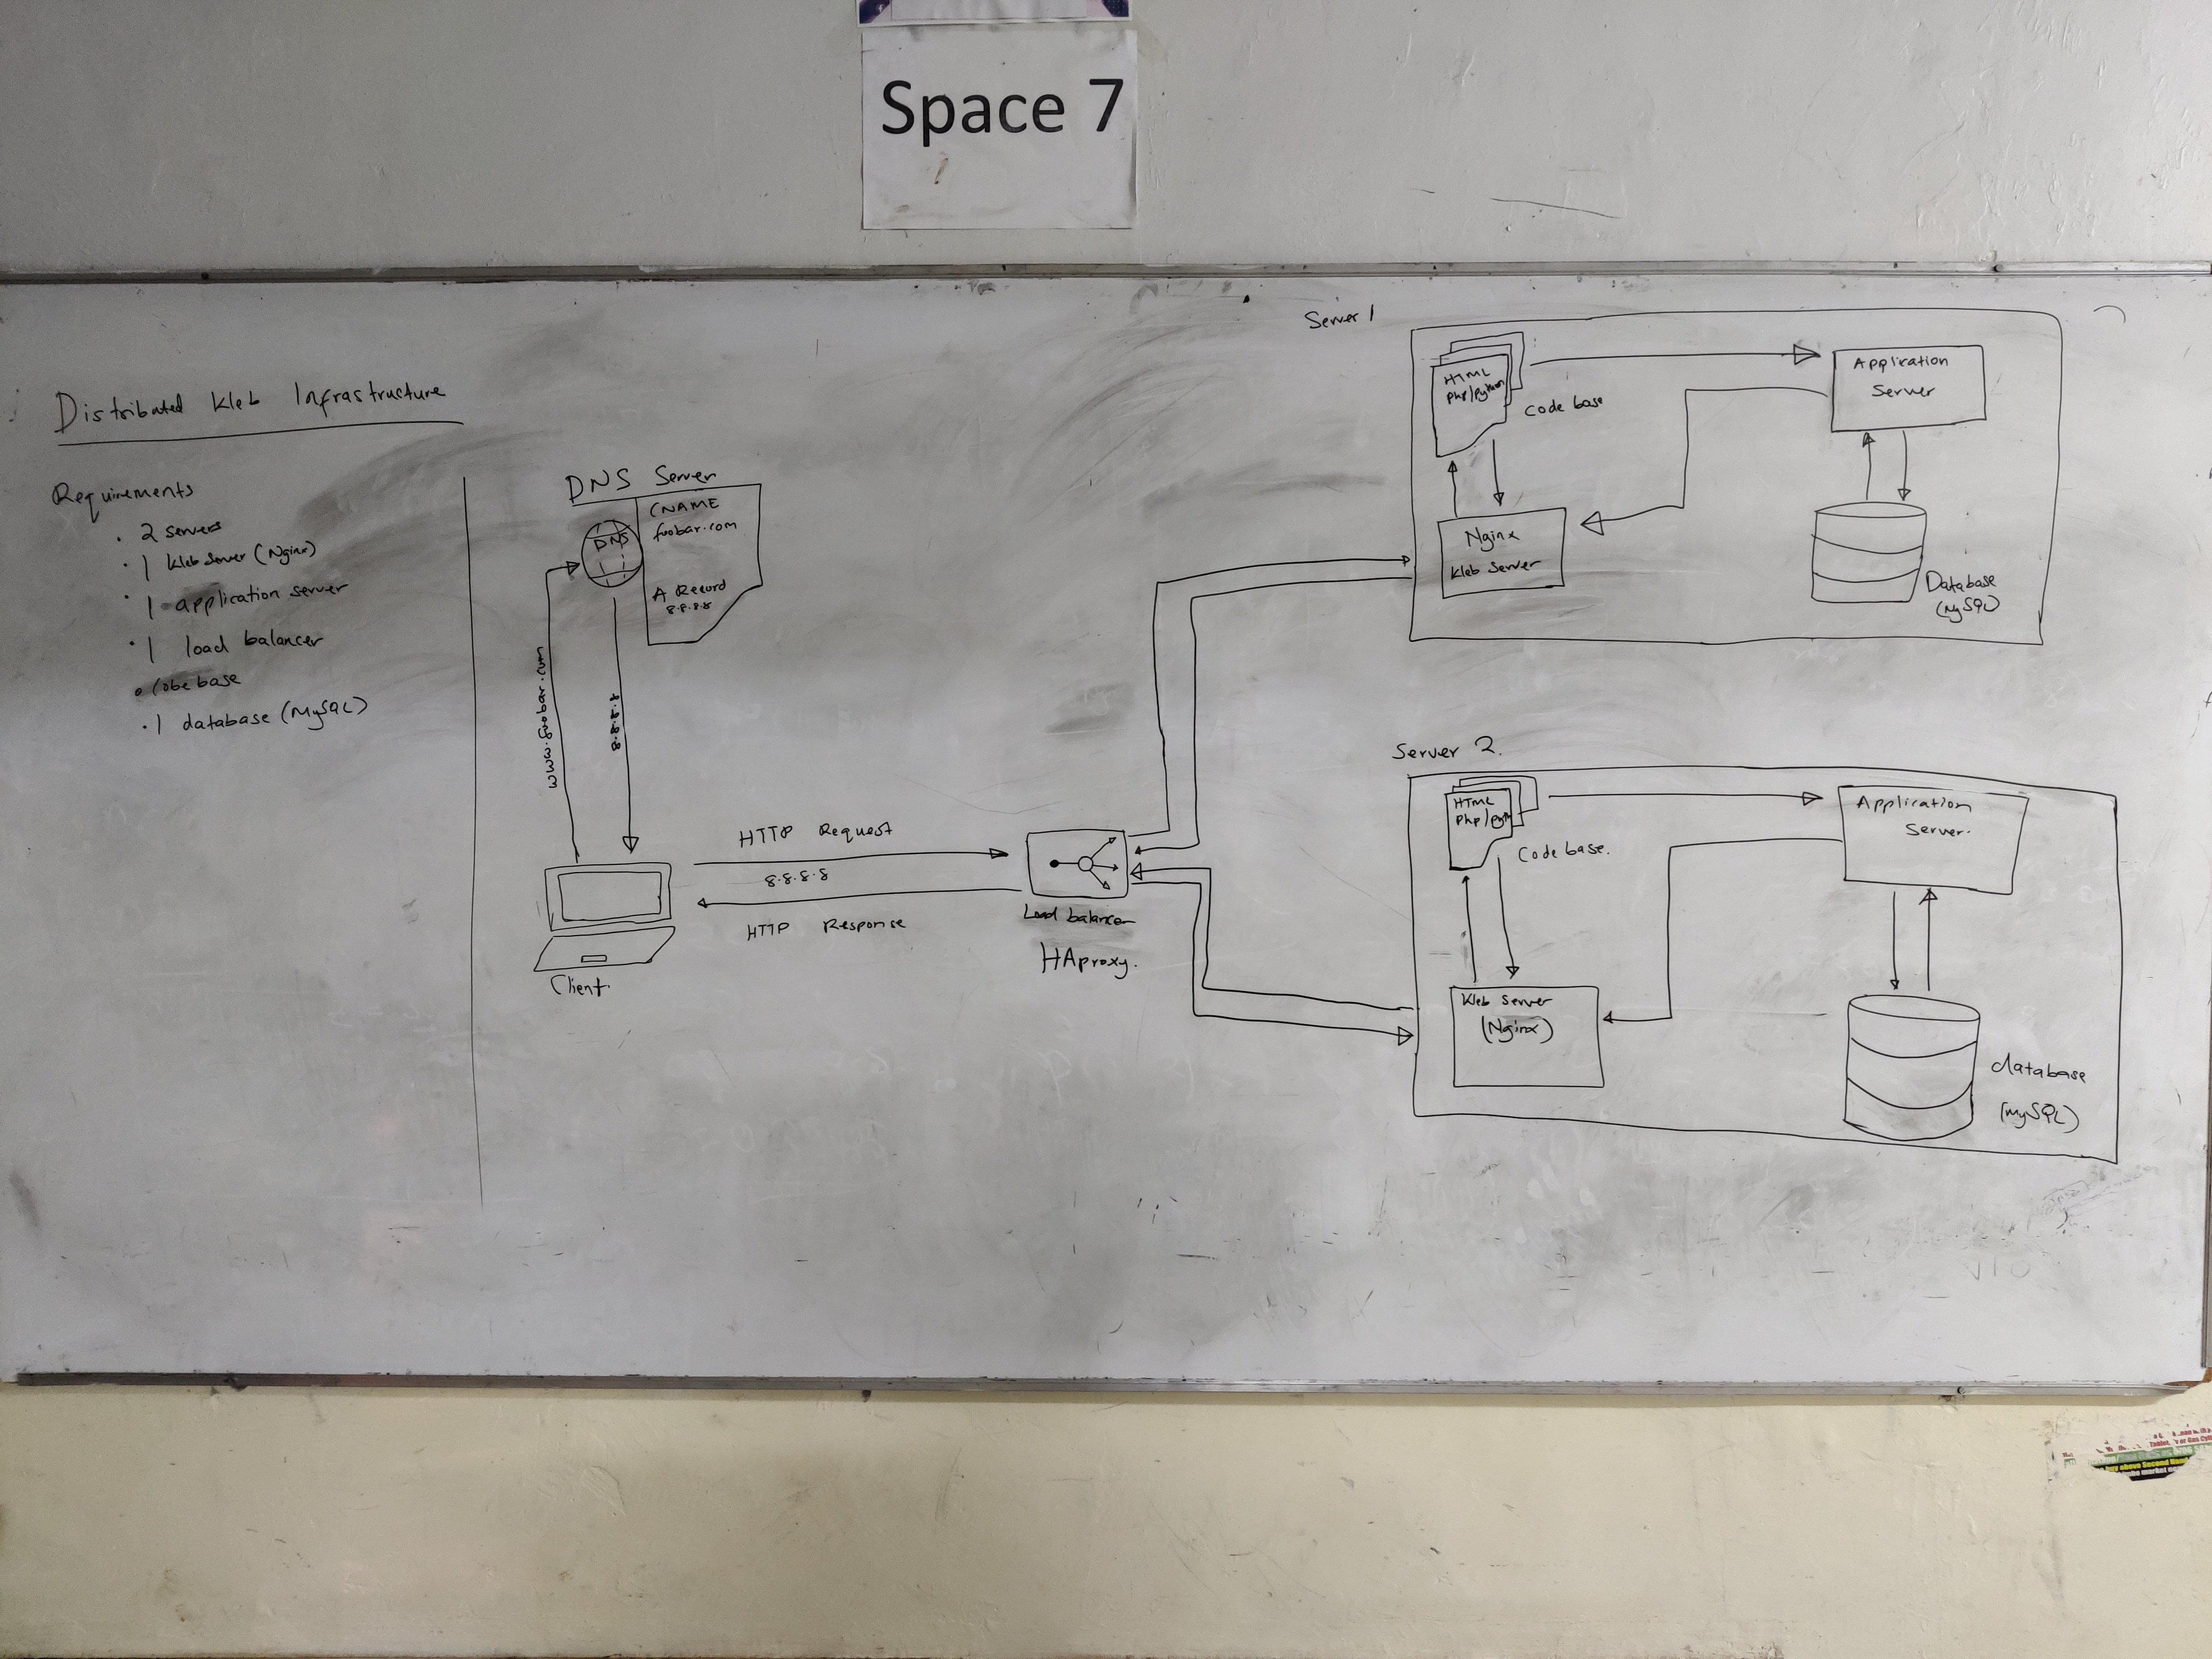 Space 7
Distributed Web Infrastructure
Requirements
. 2 servers
. 1 Web server (Nginx)
. 1 application server
. 1 load balancer
. Cobe base
. 1 database (MySQL)
DNS Server
DNS
CNAME
foobar.com
A Record
8.8.8.8
www.foobar.com
8.8.8.8
HTTP Request
8.8.8.8
HTTP Response
Client.
Load balancer
HAproxy.
Server 1
HTML
Php/python
Code base
Application
Server
Nginx
Web Server
Database
(MySQL)
Server 2.
HTML
Php/pyth
Code base.
Application
Server.
Web Server
(Nginx)
database
(MySQL)